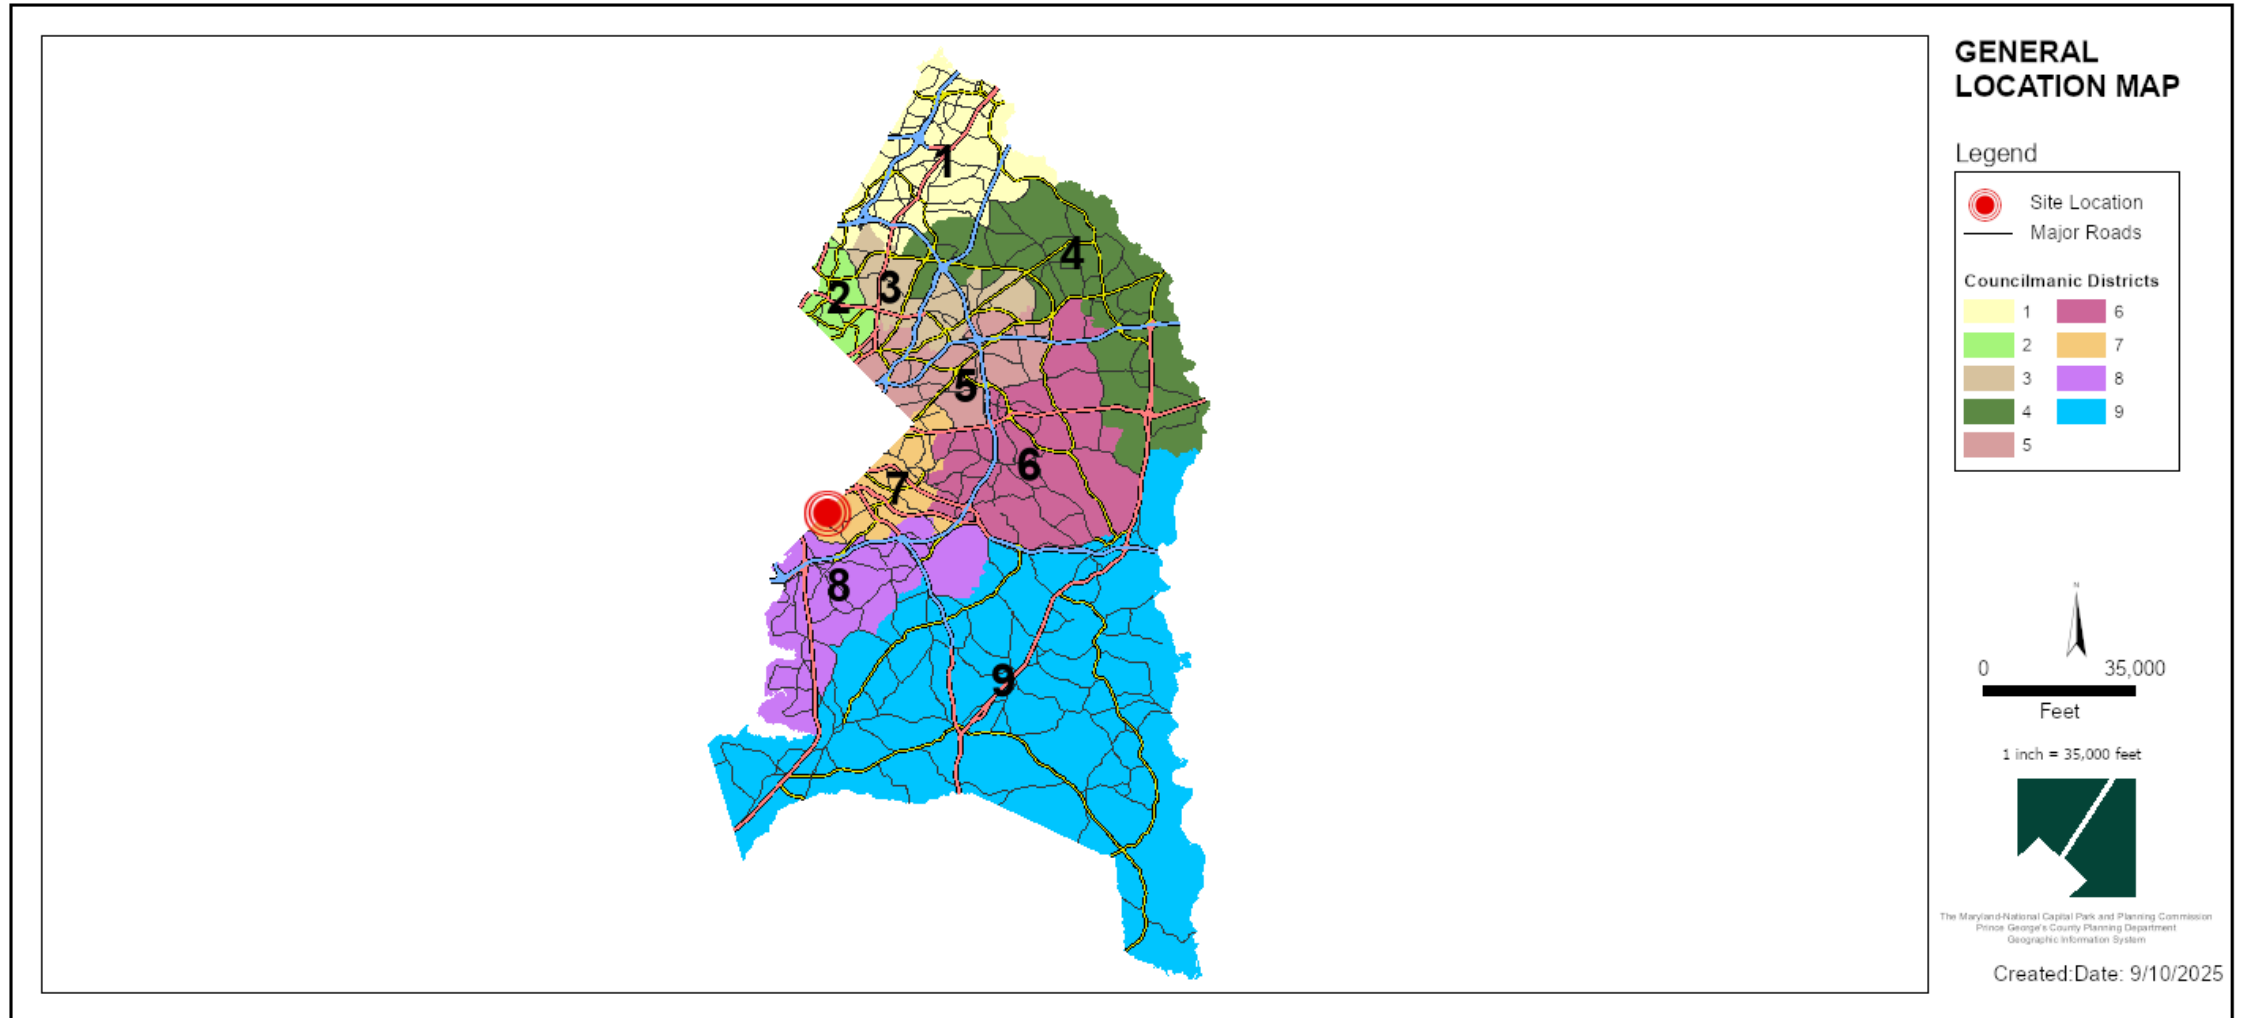 GENERAL
LOCATION MAP
Legend
Site Location
Major Roads
Councilmanic Districts
1 6
2 7
3 8
4 9
5
1
4
2
3
5
6
7
8
9
N
0 35,000
Feet
1 inch = 35,000 feet
The Maryland-National Capital Park and Planning Commission
Prince George's County Planning Department
Geographic Information System
Created:Date: 9/10/2025